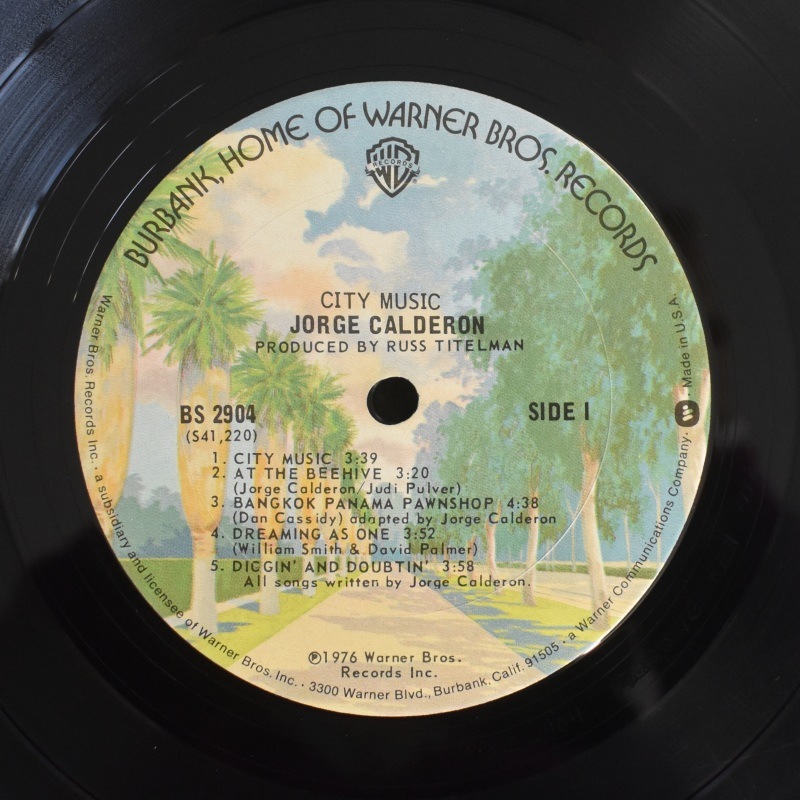 BURBANK, HOME OF WARNER BROS. RECORDS
W RECORDS
CITY MUSIC
JORGE CALDERON
PRODUCED BY RUSS TITELMAN
BS 2904
SIDE 1
(S41,220)
1. CITY MUSIC 3:39
2. AT THE BEEHIVE 3:20
(Jorge Calderon/Judi Pulver)
3. BANGKOK PANAMA PAWNSHOP 4:38
(Dan Cassidy) adapted by Jorge Calderon
4. DREAMING AS ONE 3:52
(William Smith & David Palmer)
5. DIGGIN' AND DOUBTIN' 3:58
All songs written by Jorge Calderon.
℗1976 Warner Bros.
Records Inc.
Warner Bros. Records Inc. · a subsidiary and licensee of Warner Bros. Inc. · 3300 Warner Blvd., Burbank, Calif. 91505 · a Warner Communications Company. · Made in U.S.A.